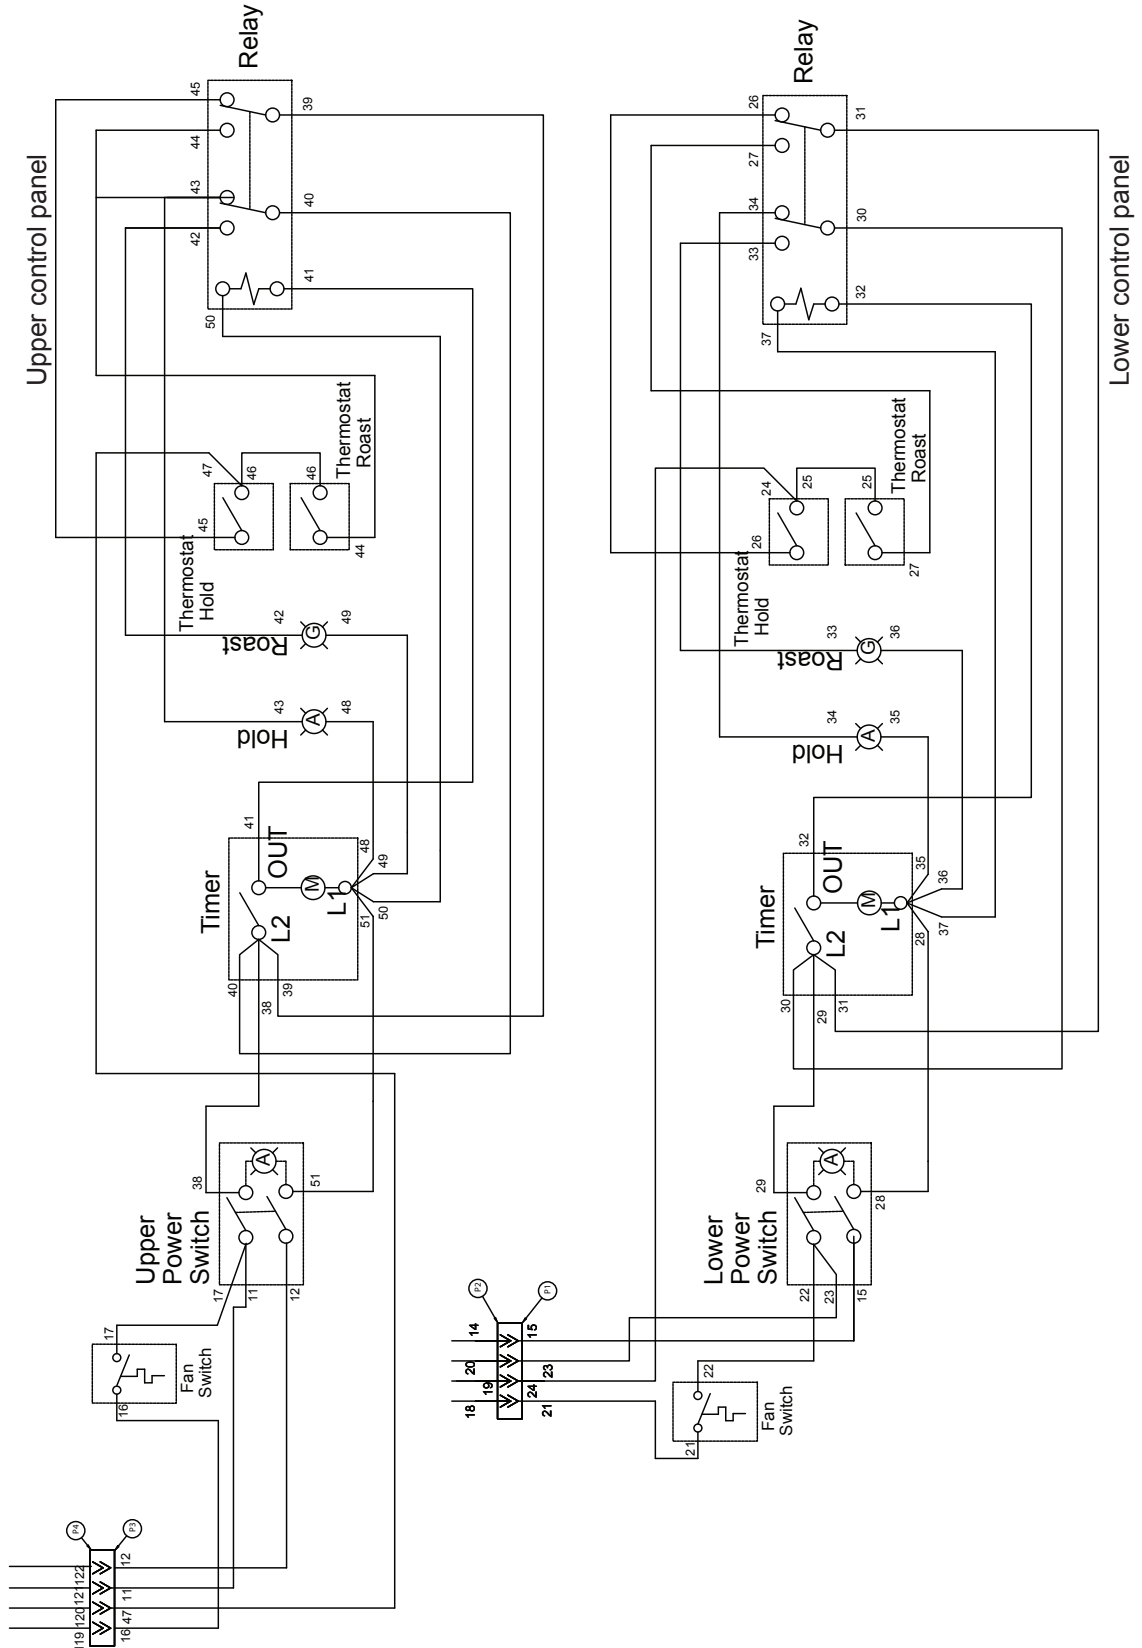 Upper control panel
Relay
45
44
43
42
39
40
41
50
Thermostat
Hold
45
47
46
46
44
Thermostat
Roast
Roast
42
49
Hold
43
48
Timer
41
OUT
M
L1
L2
48
49
50
51
40
38
39
Upper
Power
Switch
38
51
A
17
11
12
Fan
Switch
17
16
P4
P3
122
121
120
119
12
11
47
16
G
A
Lower control panel
Relay
26
27
34
33
31
30
32
37
Thermostat
Hold
26
24
25
25
27
Thermostat
Roast
Roast
33
36
G
Hold
34
35
A
Timer
32
OUT
M
L1
L2
35
36
37
28
30
29
31
Lower
Power
Switch
29
28
A
22
23
15
P2
P1
14
20
19
18
15
23
24
21
Fan
Switch
22
21